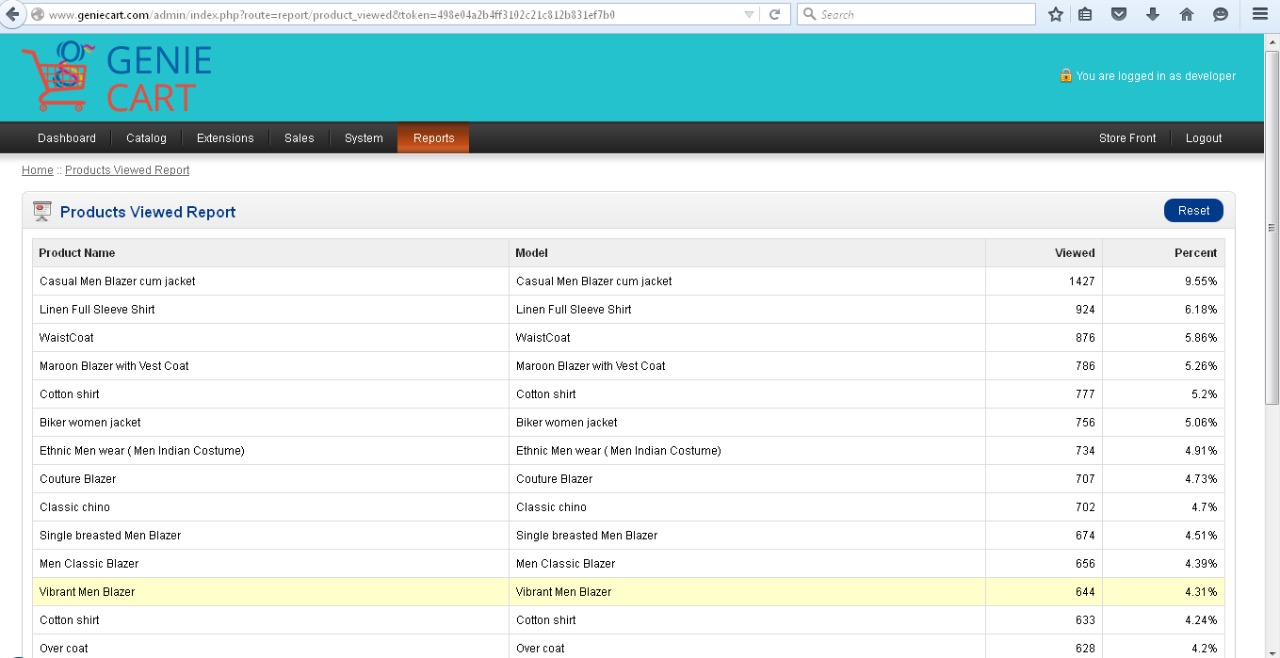 www.geniecart.com/admin/index.php?route=report/product_viewed&token=498e04a2b4ff3102c21c812b831ef7b0
Search
GENIE
CART
You are logged in as developer
Dashboard Catalog Extensions Sales System Reports Store Front Logout
Home :: Products Viewed Report
Products Viewed Report Reset
Product Name Model Viewed Percent
Casual Men Blazer cum jacket Casual Men Blazer cum jacket 1427 9.55%
Linen Full Sleeve Shirt Linen Full Sleeve Shirt 924 6.18%
WaistCoat WaistCoat 876 5.86%
Maroon Blazer with Vest Coat Maroon Blazer with Vest Coat 786 5.26%
Cotton shirt Cotton shirt 777 5.2%
Biker women jacket Biker women jacket 756 5.06%
Ethnic Men wear ( Men Indian Costume) Ethnic Men wear ( Men Indian Costume) 734 4.91%
Couture Blazer Couture Blazer 707 4.73%
Classic chino Classic chino 702 4.7%
Single breasted Men Blazer Single breasted Men Blazer 674 4.51%
Men Classic Blazer Men Classic Blazer 656 4.39%
Vibrant Men Blazer Vibrant Men Blazer 644 4.31%
Cotton shirt Cotton shirt 633 4.24%
Over coat Over coat 628 4.2%